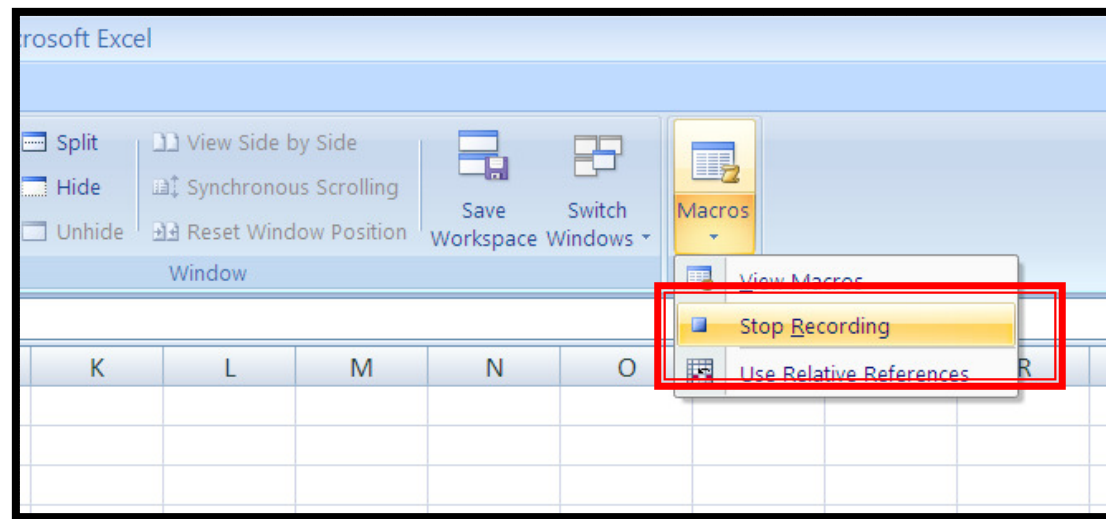 rosoft Excel
Split
View Side by Side
Hide
Synchronous Scrolling
Unhide
Reset Window Position
Save Workspace
Switch Windows
Macros
Window
View Macros
Stop Recording
Use Relative References
K L M N O R